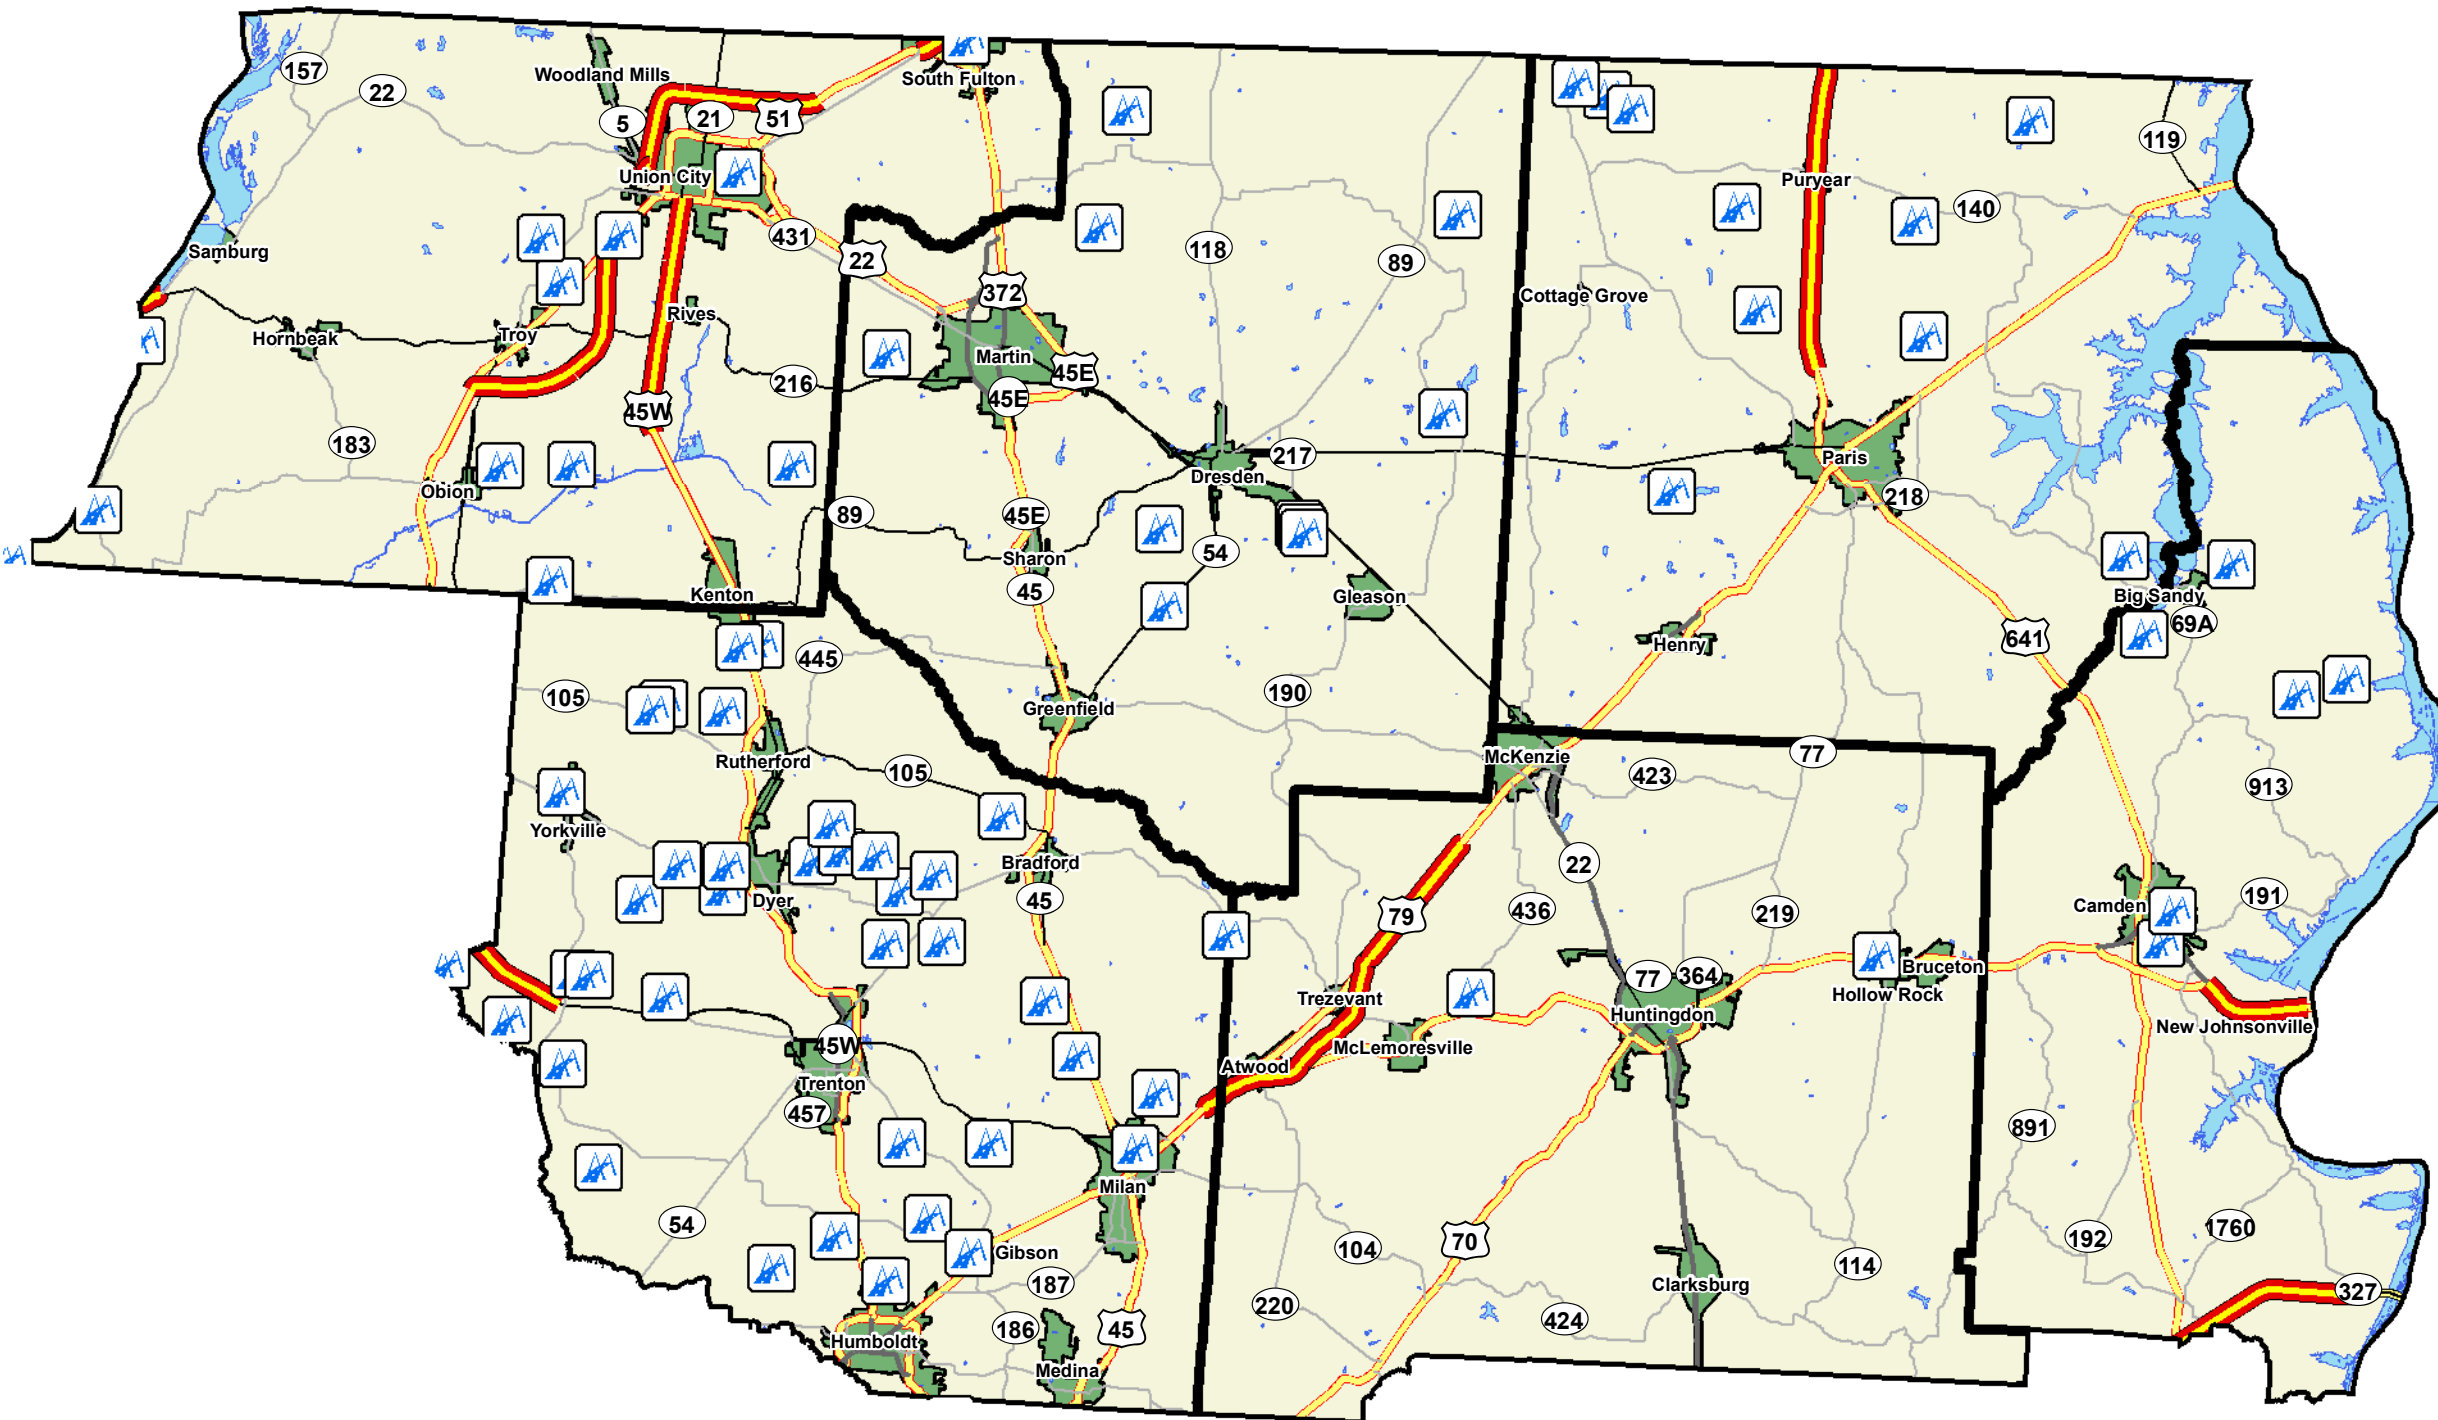 157
22
Woodland Mills
South Fulton
5
21
51
119
Union City
Puryear
140
Samburg
431
22
118
89
372
Cottage Grove
Rives
Hornbeak
Troy
Martin
45E
216
45E
45W
183
217
Paris
Dresden
Obion
218
89
45E
54
Sharon
45
Kenton
Gleason
Big Sandy
69A
Henry
641
445
105
190
Greenfield
Rutherford
105
McKenzie
423
77
913
Yorkville
Bradford
22
45
Dyer
79
436
219
191
Camden
Bruceton
77
364
Trezevant
Hollow Rock
Huntingdon
New Johnsonville
45W
McLemoresville
Atwood
Trenton
457
891
Milan
54
70
104
192
1760
Gibson
187
114
Clarksburg
327
220
424
186
45
Humboldt
Medina